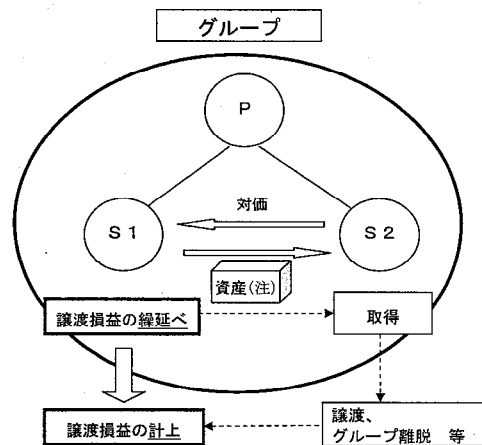 グループ
P
対価
S1
S2
資産(注)
譲渡損益の繰延べ
取得
譲渡損益の計上
譲渡、
グループ離脱 等